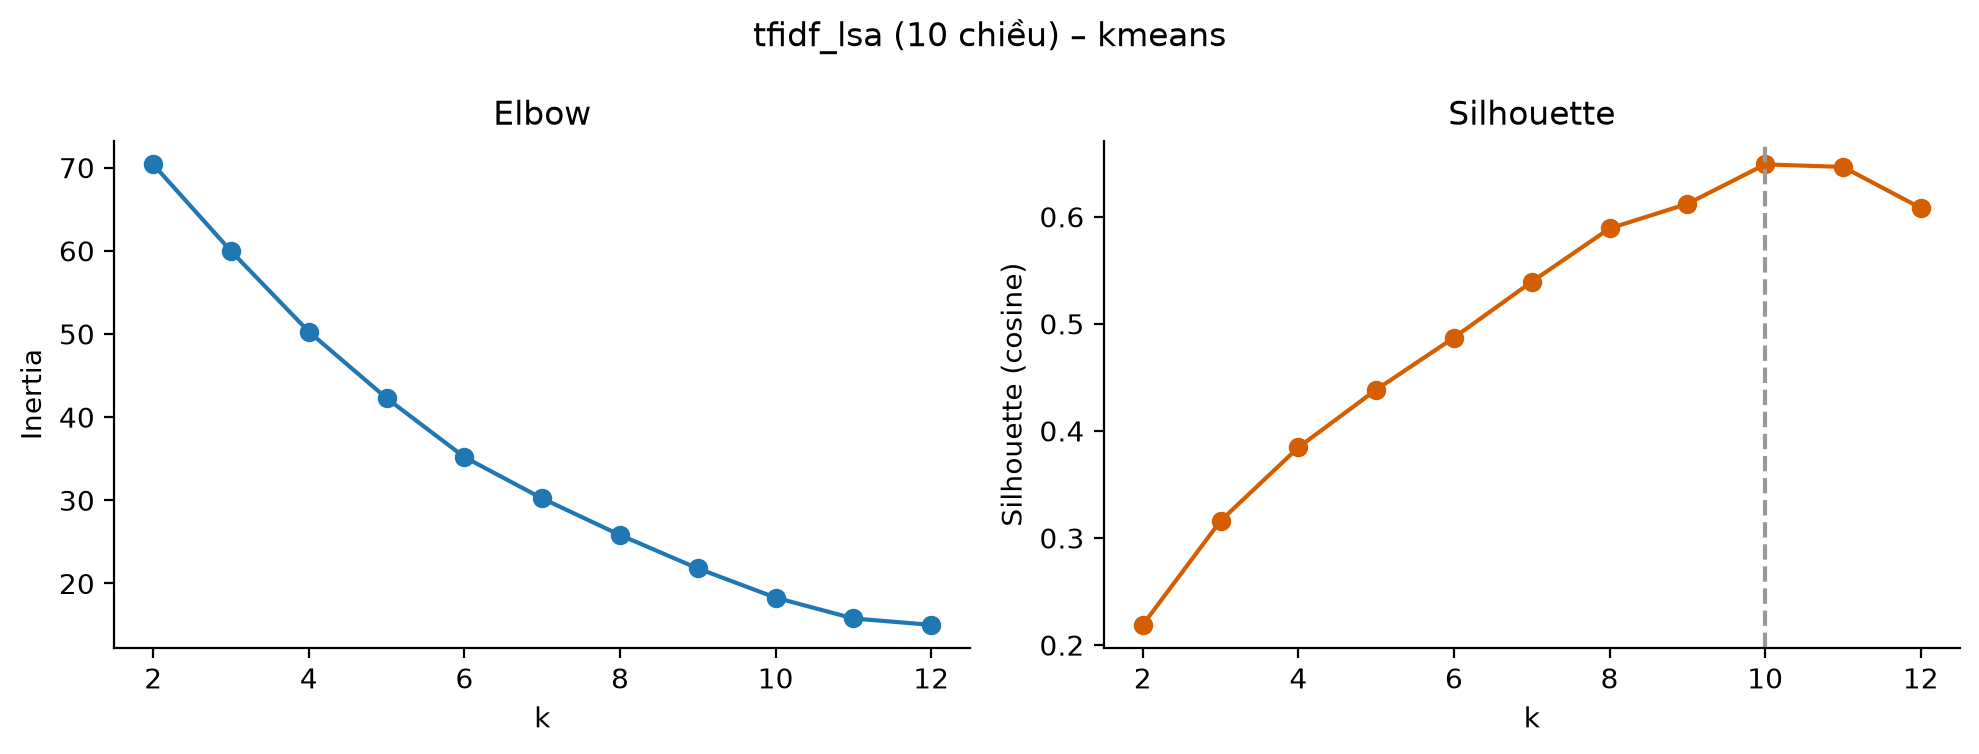 tfidf_lsa (10 chiều) – kmeans
Elbow
Inertia
70
60
50
40
30
20
2 4 6 8 10 12
k
Silhouette
Silhouette (cosine)
0.6
0.5
0.4
0.3
0.2
2 4 6 8 10 12
k